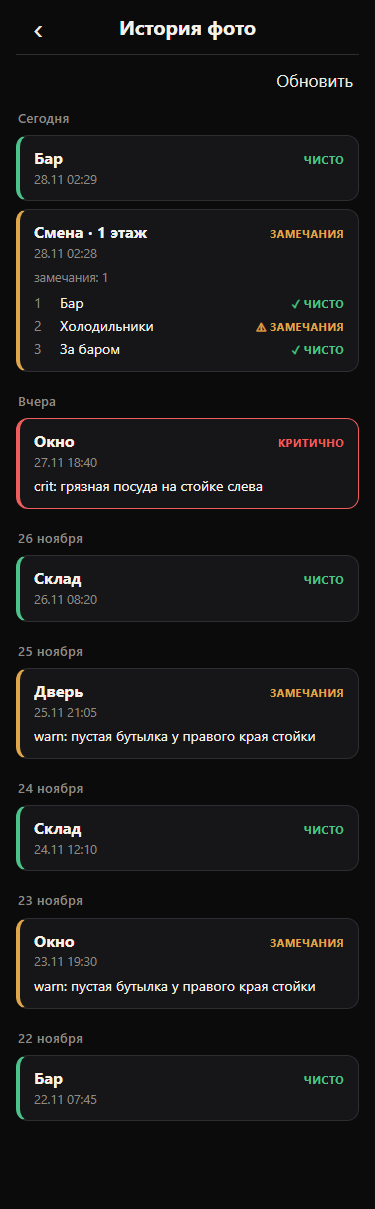 ‹ История фото
Обновить
Сегодня
Бар ЧИСТО
28.11 02:29
Смена · 1 этаж ЗАМЕЧАНИЯ
28.11 02:28
замечания: 1
1 Бар ✓ ЧИСТО
2 Холодильники ⚠ ЗАМЕЧАНИЯ
3 За баром ✓ ЧИСТО
Вчера
Окно КРИТИЧНО
27.11 18:40
crit: грязная посуда на стойке слева
26 ноября
Склад ЧИСТО
26.11 08:20
25 ноября
Дверь ЗАМЕЧАНИЯ
25.11 21:05
warn: пустая бутылка у правого края стойки
24 ноября
Склад ЧИСТО
24.11 12:10
23 ноября
Окно ЗАМЕЧАНИЯ
23.11 19:30
warn: пустая бутылка у правого края стойки
22 ноября
Бар ЧИСТО
22.11 07:45